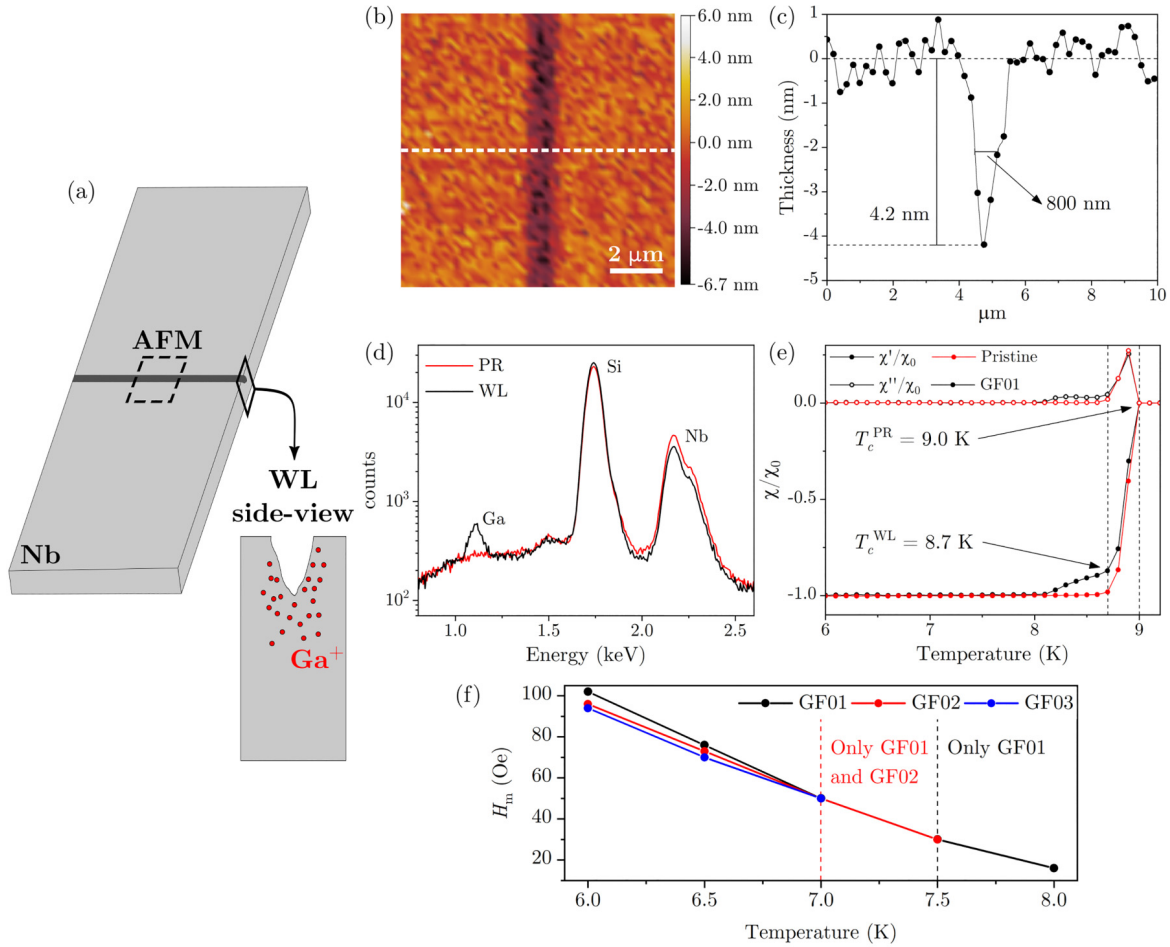 (a)
AFM
WL
side-view
Nb
Ga+
(b)
2 μm
6.0 nm
4.0 nm
2.0 nm
0.0 nm
-2.0 nm
-4.0 nm
-6.7 nm
(c)
Thickness (nm)
1
0
-1
-2
-3
-4
-5
4.2 nm
800 nm
0 2 4 6 8 10
μm
(d)
PR
WL
Si
Nb
Ga
counts
10^4
10^3
10^2
1.0 1.5 2.0 2.5
Energy (keV)
(e)
χ'/χ0 Pristine
χ''/χ0 GF01
Tc^PR = 9.0 K
Tc^WL = 8.7 K
χ/χ0
0.0
-0.5
-1.0
6 7 8 9
Temperature (K)
(f)
GF01 GF02 GF03
Only GF01
and GF02
Only GF01
Hm (Oe)
100
80
60
40
20
6.0 6.5 7.0 7.5 8.0
Temperature (K)